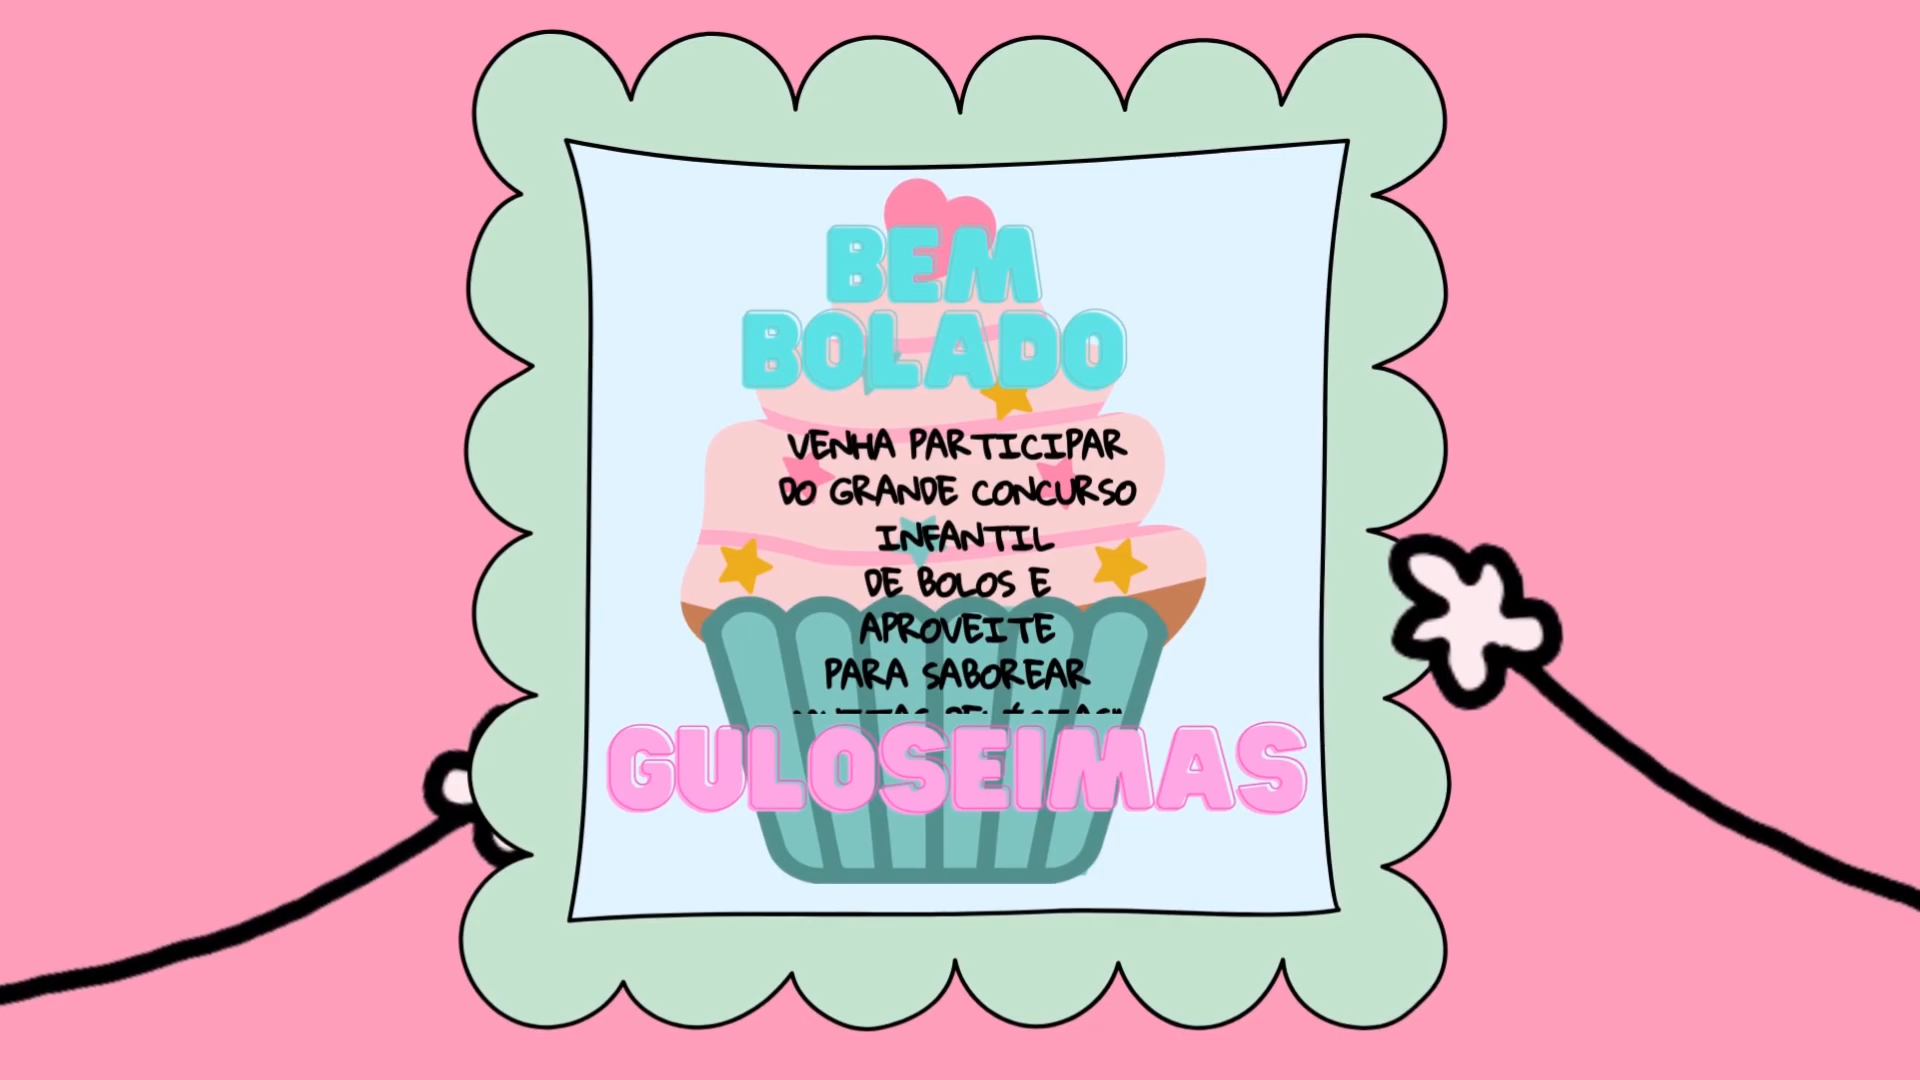 BEM
BOLADO
VENHA PARTICIPAR
DO GRANDE CONCURSO
INFANTIL
DE BOLOS E
APROVEITE
PARA SABOREAR
GULOSEIMAS